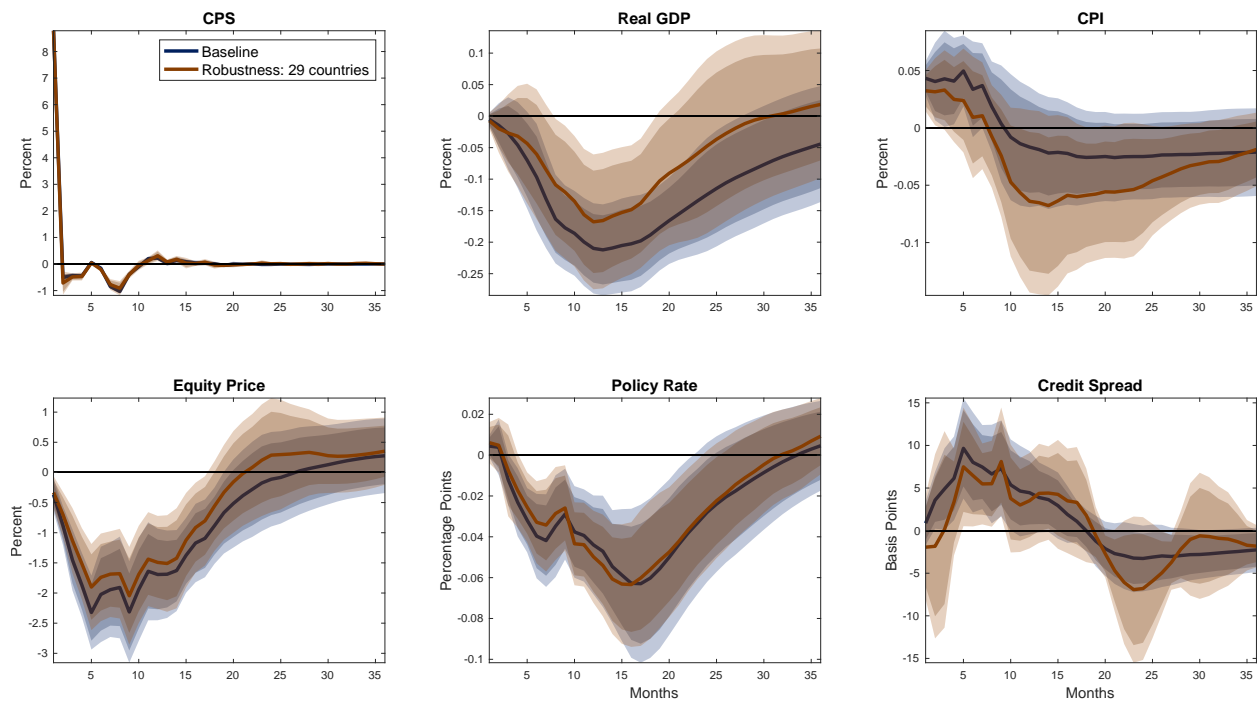 CPS
Real GDP
CPI
Baseline
Robustness: 29 countries
Percent
8
7
6
5
4
3
2
1
0
-1
5 10 15 20 25 30 35
Percent
0.1
0.05
0
-0.05
-0.1
-0.15
-0.2
-0.25
5 10 15 20 25 30 35
Percent
0.05
0
-0.05
-0.1
5 10 15 20 25 30 35
Equity Price
Policy Rate
Credit Spread
Percent
1
0.5
0
-0.5
-1
-1.5
-2
-2.5
-3
5 10 15 20 25 30 35
Percentage Points
0.02
0
-0.02
-0.04
-0.06
-0.08
-0.1
5 10 15 20 25 30 35
Months
Basis Points
15
10
5
0
-5
-10
-15
5 10 15 20 25 30 35
Months